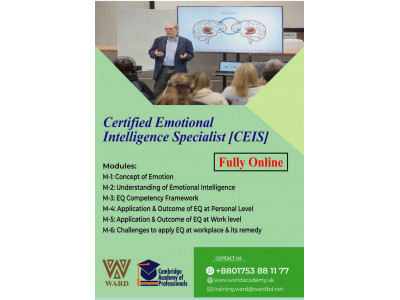 Certified Emotional
Intelligence Specialist [CEIS]
Fully Online
Modules:
M-1: Concept of Emotion
M-2: Understanding of Emotional Intelligence
M-3: EQ Competency Framework
M-4: Application & Outcome of EQ at Personal Level
M-5: Application & Outcome of EQ at Work level
M-6: Challenges to apply EQ at workplace & its remedy
WARD
Cambridge
Academy of
Professionals
CONTACT US
+8801753 88 11 77
www.worldacademy.uk
training.ward@wardbd.net